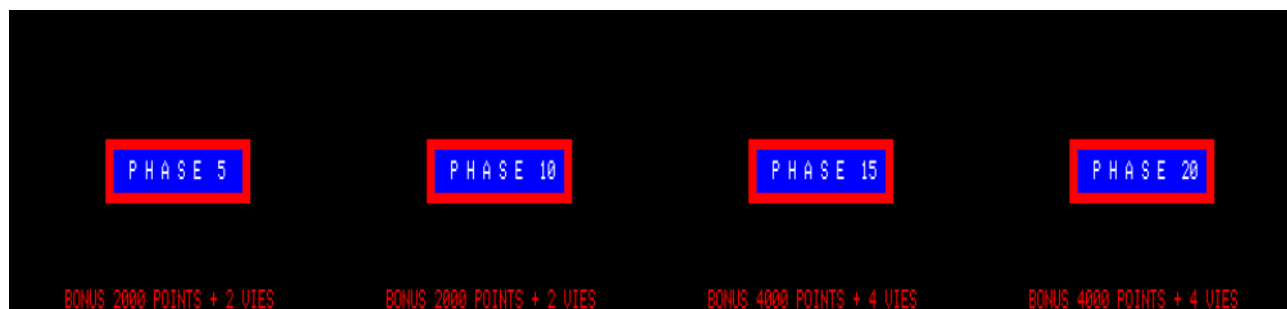 PHASE 5
PHASE 10
PHASE 15
PHASE 20
BONUS 2000 POINTS + 2 VIES
BONUS 2000 POINTS + 2 VIES
BONUS 4000 POINTS + 4 VIES
BONUS 4000 POINTS + 4 VIES